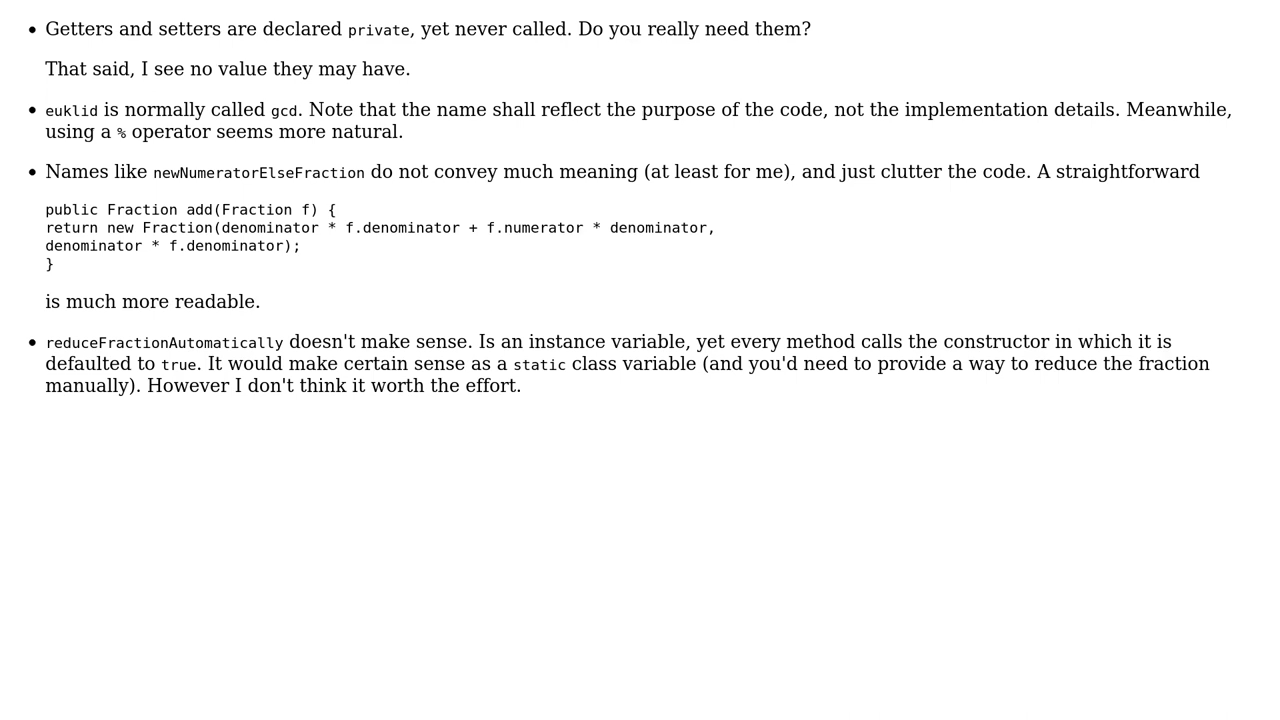 Getters and setters are declared private, yet never called. Do you really need them?
That said, I see no value they may have.
euklid is normally called gcd. Note that the name shall reflect the purpose of the code, not the implementation details. Meanwhile,
using a % operator seems more natural.
Names like newNumeratorElseFraction do not convey much meaning (at least for me), and just clutter the code. A straightforward
public Fraction add(Fraction f) {
return new Fraction(denominator * f.denominator + f.numerator * denominator,
denominator * f.denominator);
}
is much more readable.
reduceFractionAutomatically doesn't make sense. Is an instance variable, yet every method calls the constructor in which it is
defaulted to true. It would make certain sense as a static class variable (and you'd need to provide a way to reduce the fraction
manually). However I don't think it worth the effort.